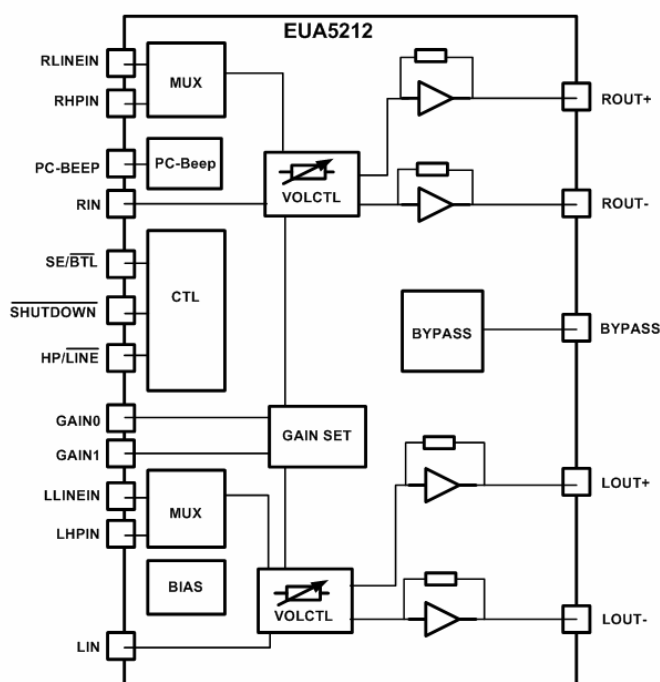 EUA5212
RLINEIN
RHPIN
MUX
ROUT+
PC-BEEP
PC-Beep
RIN
VOLCTL
ROUT-
SE/BTL
SHUTDOWN
HP/LINE
CTL
BYPASS
BYPASS
GAIN0
GAIN1
GAIN SET
LLINEIN
LHPIN
MUX
LOUT+
BIAS
VOLCTL
LIN
LOUT-